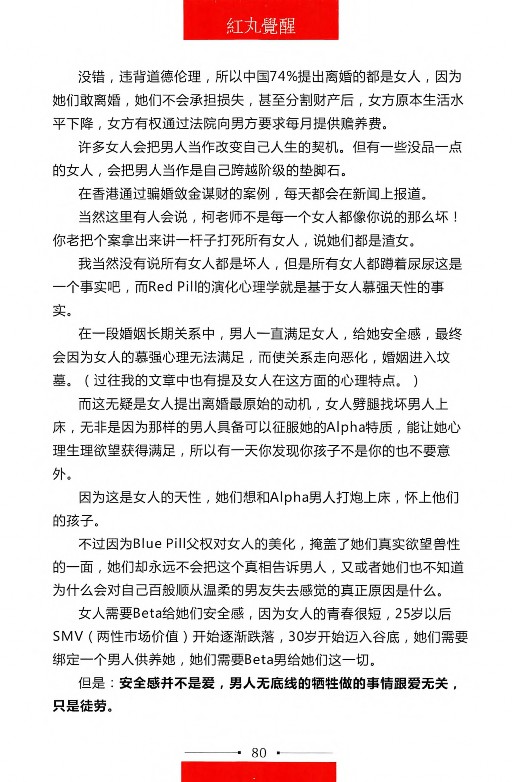 紅丸覺醒
没错，违背道德伦理，所以中国74%提出离婚的都是女人，因为
她们敢离婚，她们不会承担损失，甚至分割财产后，女方原本生活水
平下降，女方有权通过法院向男方要求每月提供赡养费。
许多女人会把男人当作改变自己人生的契机。但有一些没品一点
的女人，会把男人当作是自己跨越阶级的垫脚石。
在香港通过骗婚敛金谋财的案例，每天都会在新闻上报道。
当然这里有人会说，柯老师不是每一个女人都像你说的那么坏！
你老把个案拿出来讲一杆子打死所有女人，说她们都是渣女。
我当然没有说所有女人都是坏人，但是所有女人都蹲着尿尿这是
一个事实吧，而Red Pill的演化心理学就是基于女人慕强天性的事
实。
在一段婚姻长期关系中，男人一直满足女人，给她安全感，最终
会因为女人的慕强心理无法满足，而使关系走向恶化，婚姻进入坟
墓。（过往我的文章中也有提及女人在这方面的心理特点。）
而这无疑是女人提出离婚最原始的动机，女人劈腿找坏男人上
床，无非是因为那样的男人具备可以征服她的Alpha特质，能让她心
理生理欲望获得满足，所以有一天你发现你孩子不是你的也不要意
外。
因为这是女人的天性，她们想和Alpha男人打炮上床，怀上他们
的孩子。
不过因为Blue Pill父权对女人的美化，掩盖了她们真实欲望兽性
的一面，她们却永远不会把这个真相告诉男人，又或者她们也不知道
为什么会对自己百般顺从温柔的男友失去感觉的真正原因是什么。
女人需要Beta给她们安全感，因为女人的青春很短，25岁以后
SMV（两性市场价值）开始逐渐跌落，30岁开始迈入谷底，她们需要
绑定一个男人供养她，她们需要Beta男给她们这一切。
但是：安全感并不是爱，男人无底线的牺牲做的事情跟爱无关，
只是徒劳。
80